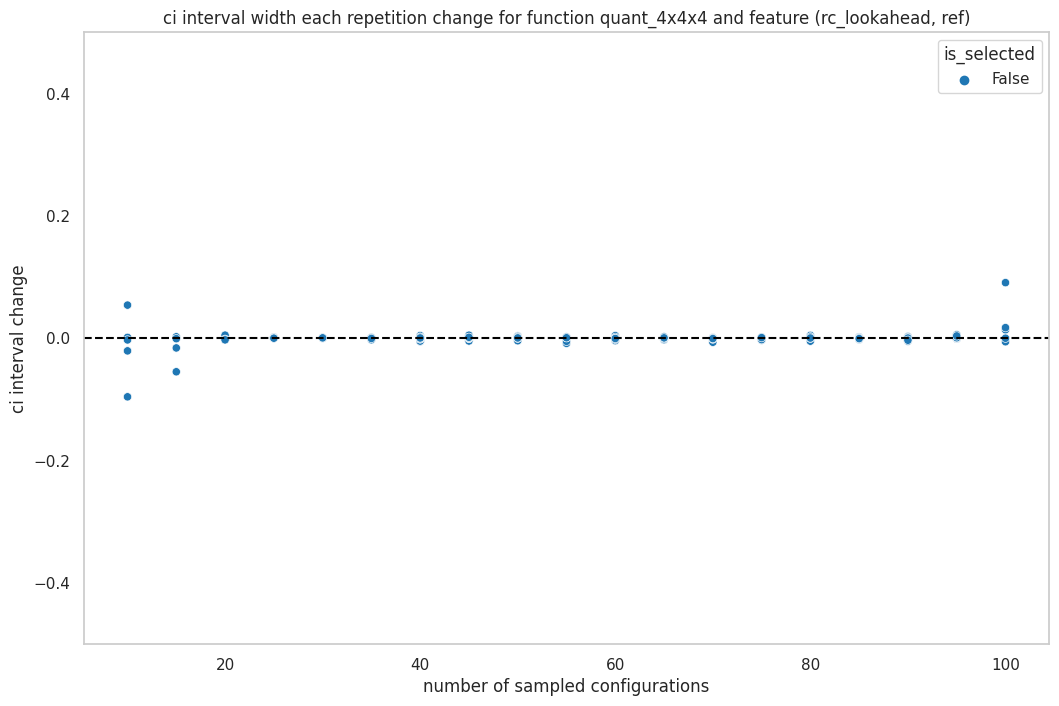 ci interval width each repetition change for function quant_4x4x4 and feature (rc_lookahead, ref)
is_selected
False
0.4
0.2
0.0
−0.2
−0.4
ci interval change
20
40
60
80
100
number of sampled configurations